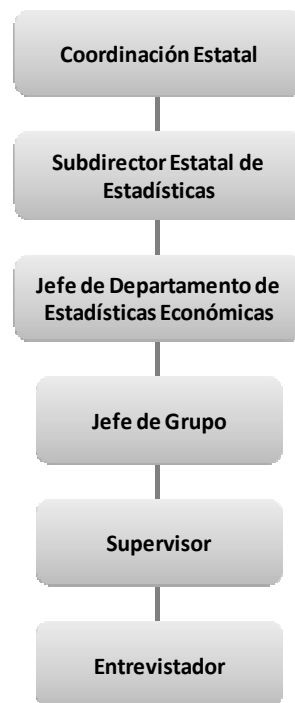 Coordinación Estatal
Subdirector Estatal de
Estadísticas
Jefe de Departamento de
Estadísticas Económicas
Jefe de Grupo
Supervisor
Entrevistador